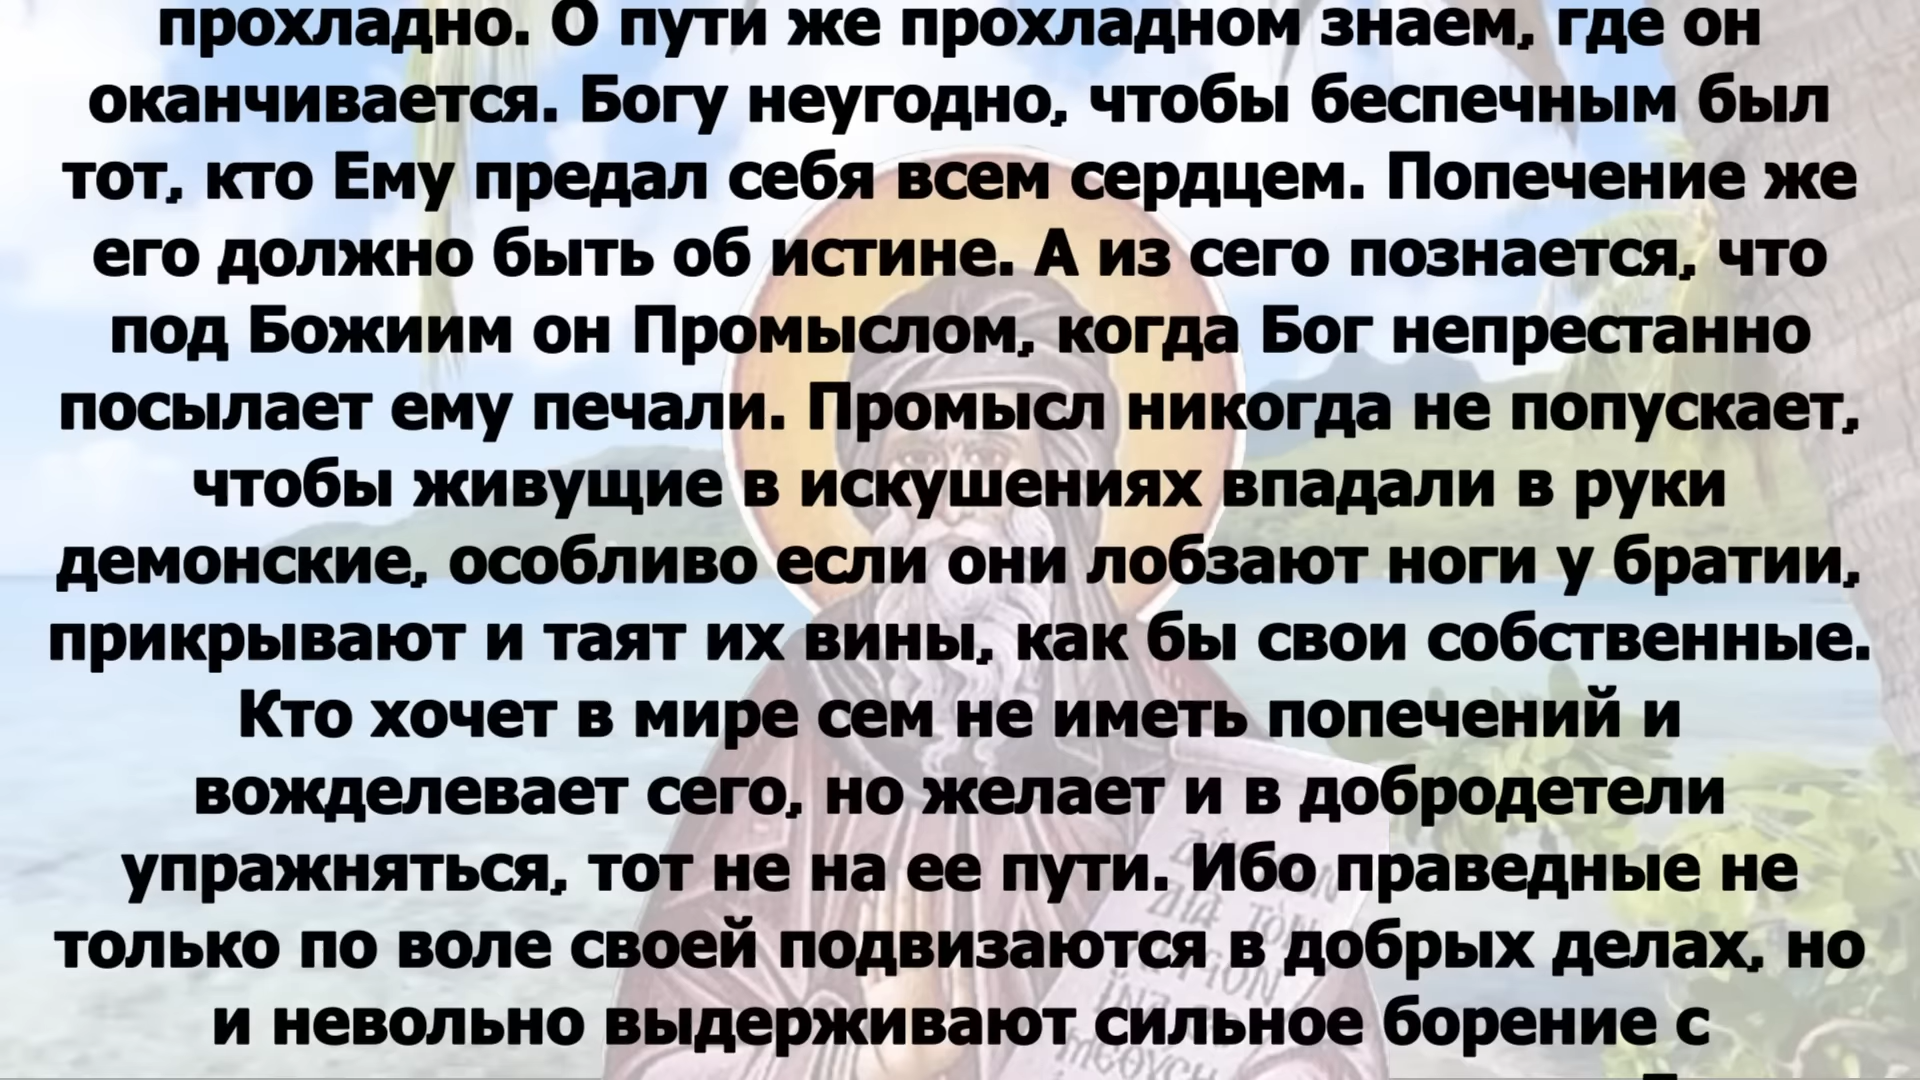 прохладно. О пути же прохладном знаем, где он
оканчивается. Богу неугодно, чтобы беспечным был
тот, кто Ему предал себя всем сердцем. Попечение же
его должно быть об истине. А из сего познается, что
под Божиим он Промыслом, когда Бог непрестанно
посылает ему печали. Промысл никогда не попускает,
чтобы живущие в искушениях впадали в руки
демонские, особливо если они лобзают ноги у братии,
прикрывают и таят их вины, как бы свои собственные.
Кто хочет в мире сем не иметь попечений и
вожделевает сего, но желает и в добродетели
упражняться, тот не на ее пути. Ибо праведные не
только по воле своей подвизаются в добрых делах, но
и невольно выдерживают сильное борение с